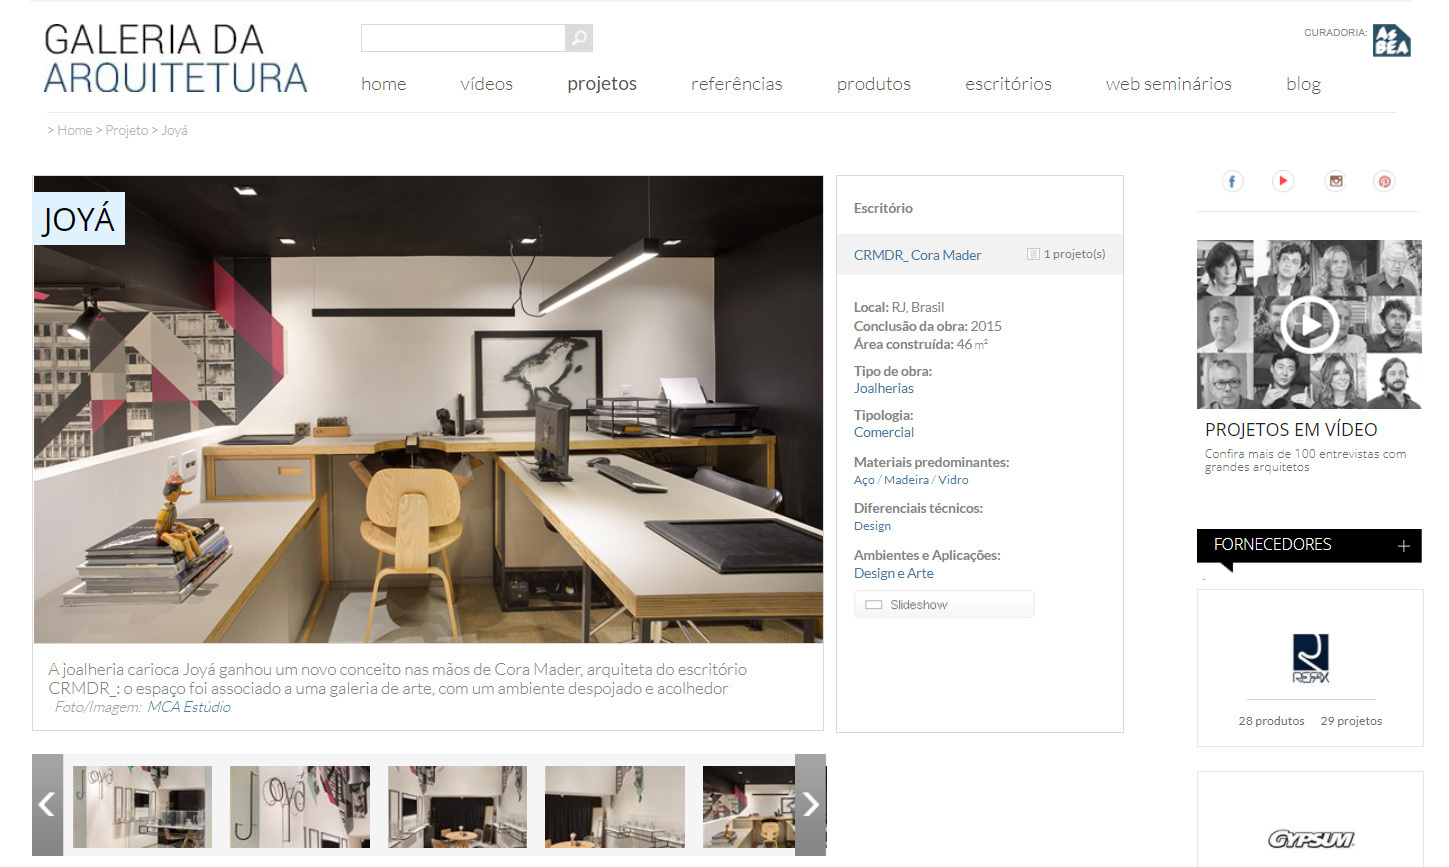 GALERIA DA
ARQUITETURA
CURADORIA:
AsBEA
home
vídeos
projetos
referências
produtos
escritórios
web seminários
blog
> Home > Projeto > Joyá
JOYÁ
Escritório
CRMDR_ Cora Mader
1 projeto(s)
Local: RJ, Brasil
Conclusão da obra: 2015
Área construída: 46 m²
Tipo de obra:
Joalherias
Tipologia:
Comercial
Materiais predominantes:
Aço / Madeira / Vidro
Diferenciais técnicos:
Design
Ambientes e Aplicações:
Design e Arte
Slideshow
A joalheria carioca Joyá ganhou um novo conceito nas mãos de Cora Mader, arquiteta do escritório
CRMDR_: o espaço foi associado a uma galeria de arte, com um ambiente despojado e acolhedor
Foto/Imagem: MCA Estúdio
PROJETOS EM VÍDEO
Confira mais de 100 entrevistas com
grandes arquitetos
FORNECEDORES +
-
REPAX
28 produtos 29 projetos
GYPSUM